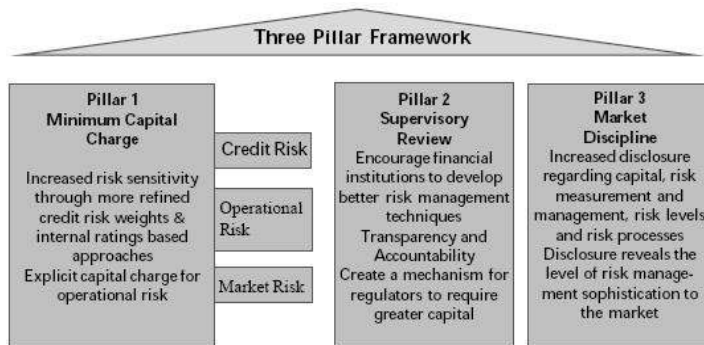 Three Pillar Framework
Pillar 1
Minimum Capital
Charge
Increased risk sensitivity
through more refined
credit risk weights &
internal ratings based
approaches
Explicit capital charge for
operational risk
Credit Risk
Operational
Risk
Market Risk
Pillar 2
Supervisory
Review
Encourage financial
institutions to develop
better risk management
techniques
Transparency and
Accountability
Create a mechanism for
regulators to require
greater capital
Pillar 3
Market
Discipline
Increased disclosure
regarding capital, risk
measurement and
management, risk levels
and risk processes
Disclosure reveals the
level of risk manage-
ment sophistication to
the market